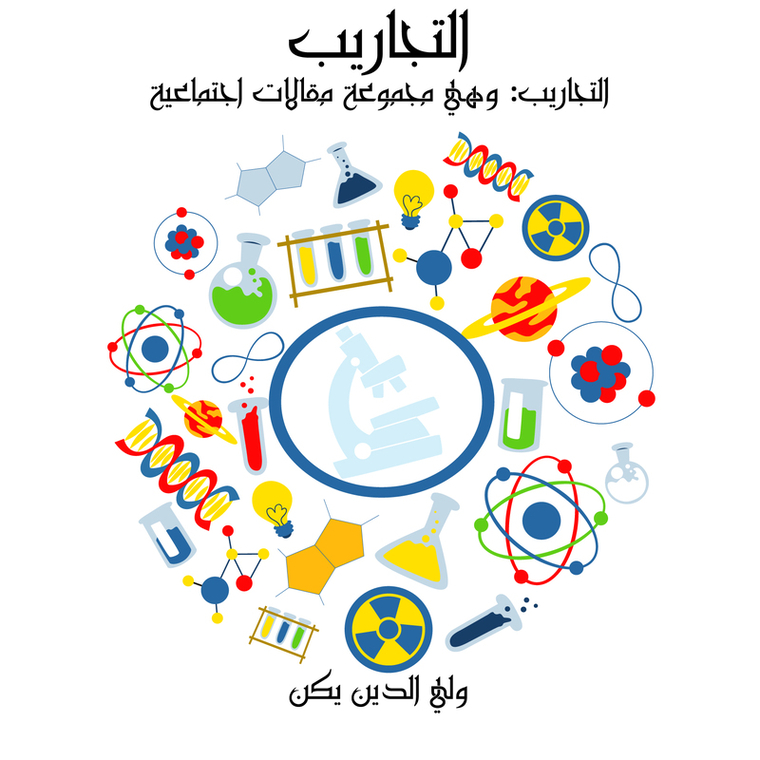 التجاريب
التجاريب: وهي مجموعة مقالات اجتماعية
ولي الدين يكن